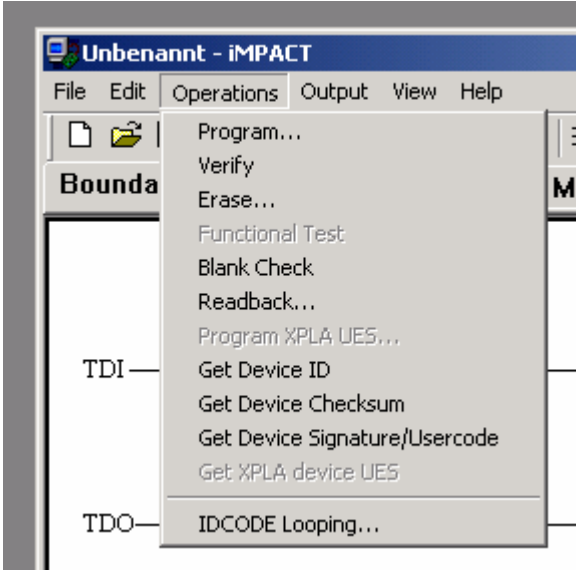 Unbenannt - iMPACT
File Edit Operations Output View Help
Program...
Bounda M
Verify
Erase...
Functional Test
Blank Check
Readback...
Program XPLA UES...
TDI Get Device ID
Get Device Checksum
Get Device Signature/Usercode
Get XPLA device UES
TDO IDCODE Looping...